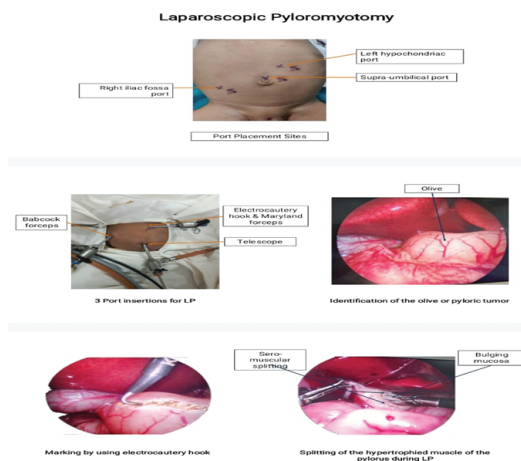 Laparoscopic Pyloromyotomy
Left hypochondriac
port
Supra-umbilical port
Right iliac fossa
port
Port Placement Sites
Babcock
forceps
Electrocautery
hook & Maryland
forceps
Telescope
3 Port insertions for LP
Olive
Identification of the olive or pyloric tumor
Marking by using electrocautery hook
Sero-
muscular
splitting
Bulging
mucosa
Splitting of the hypertrophied muscle of the
pylorus during LP